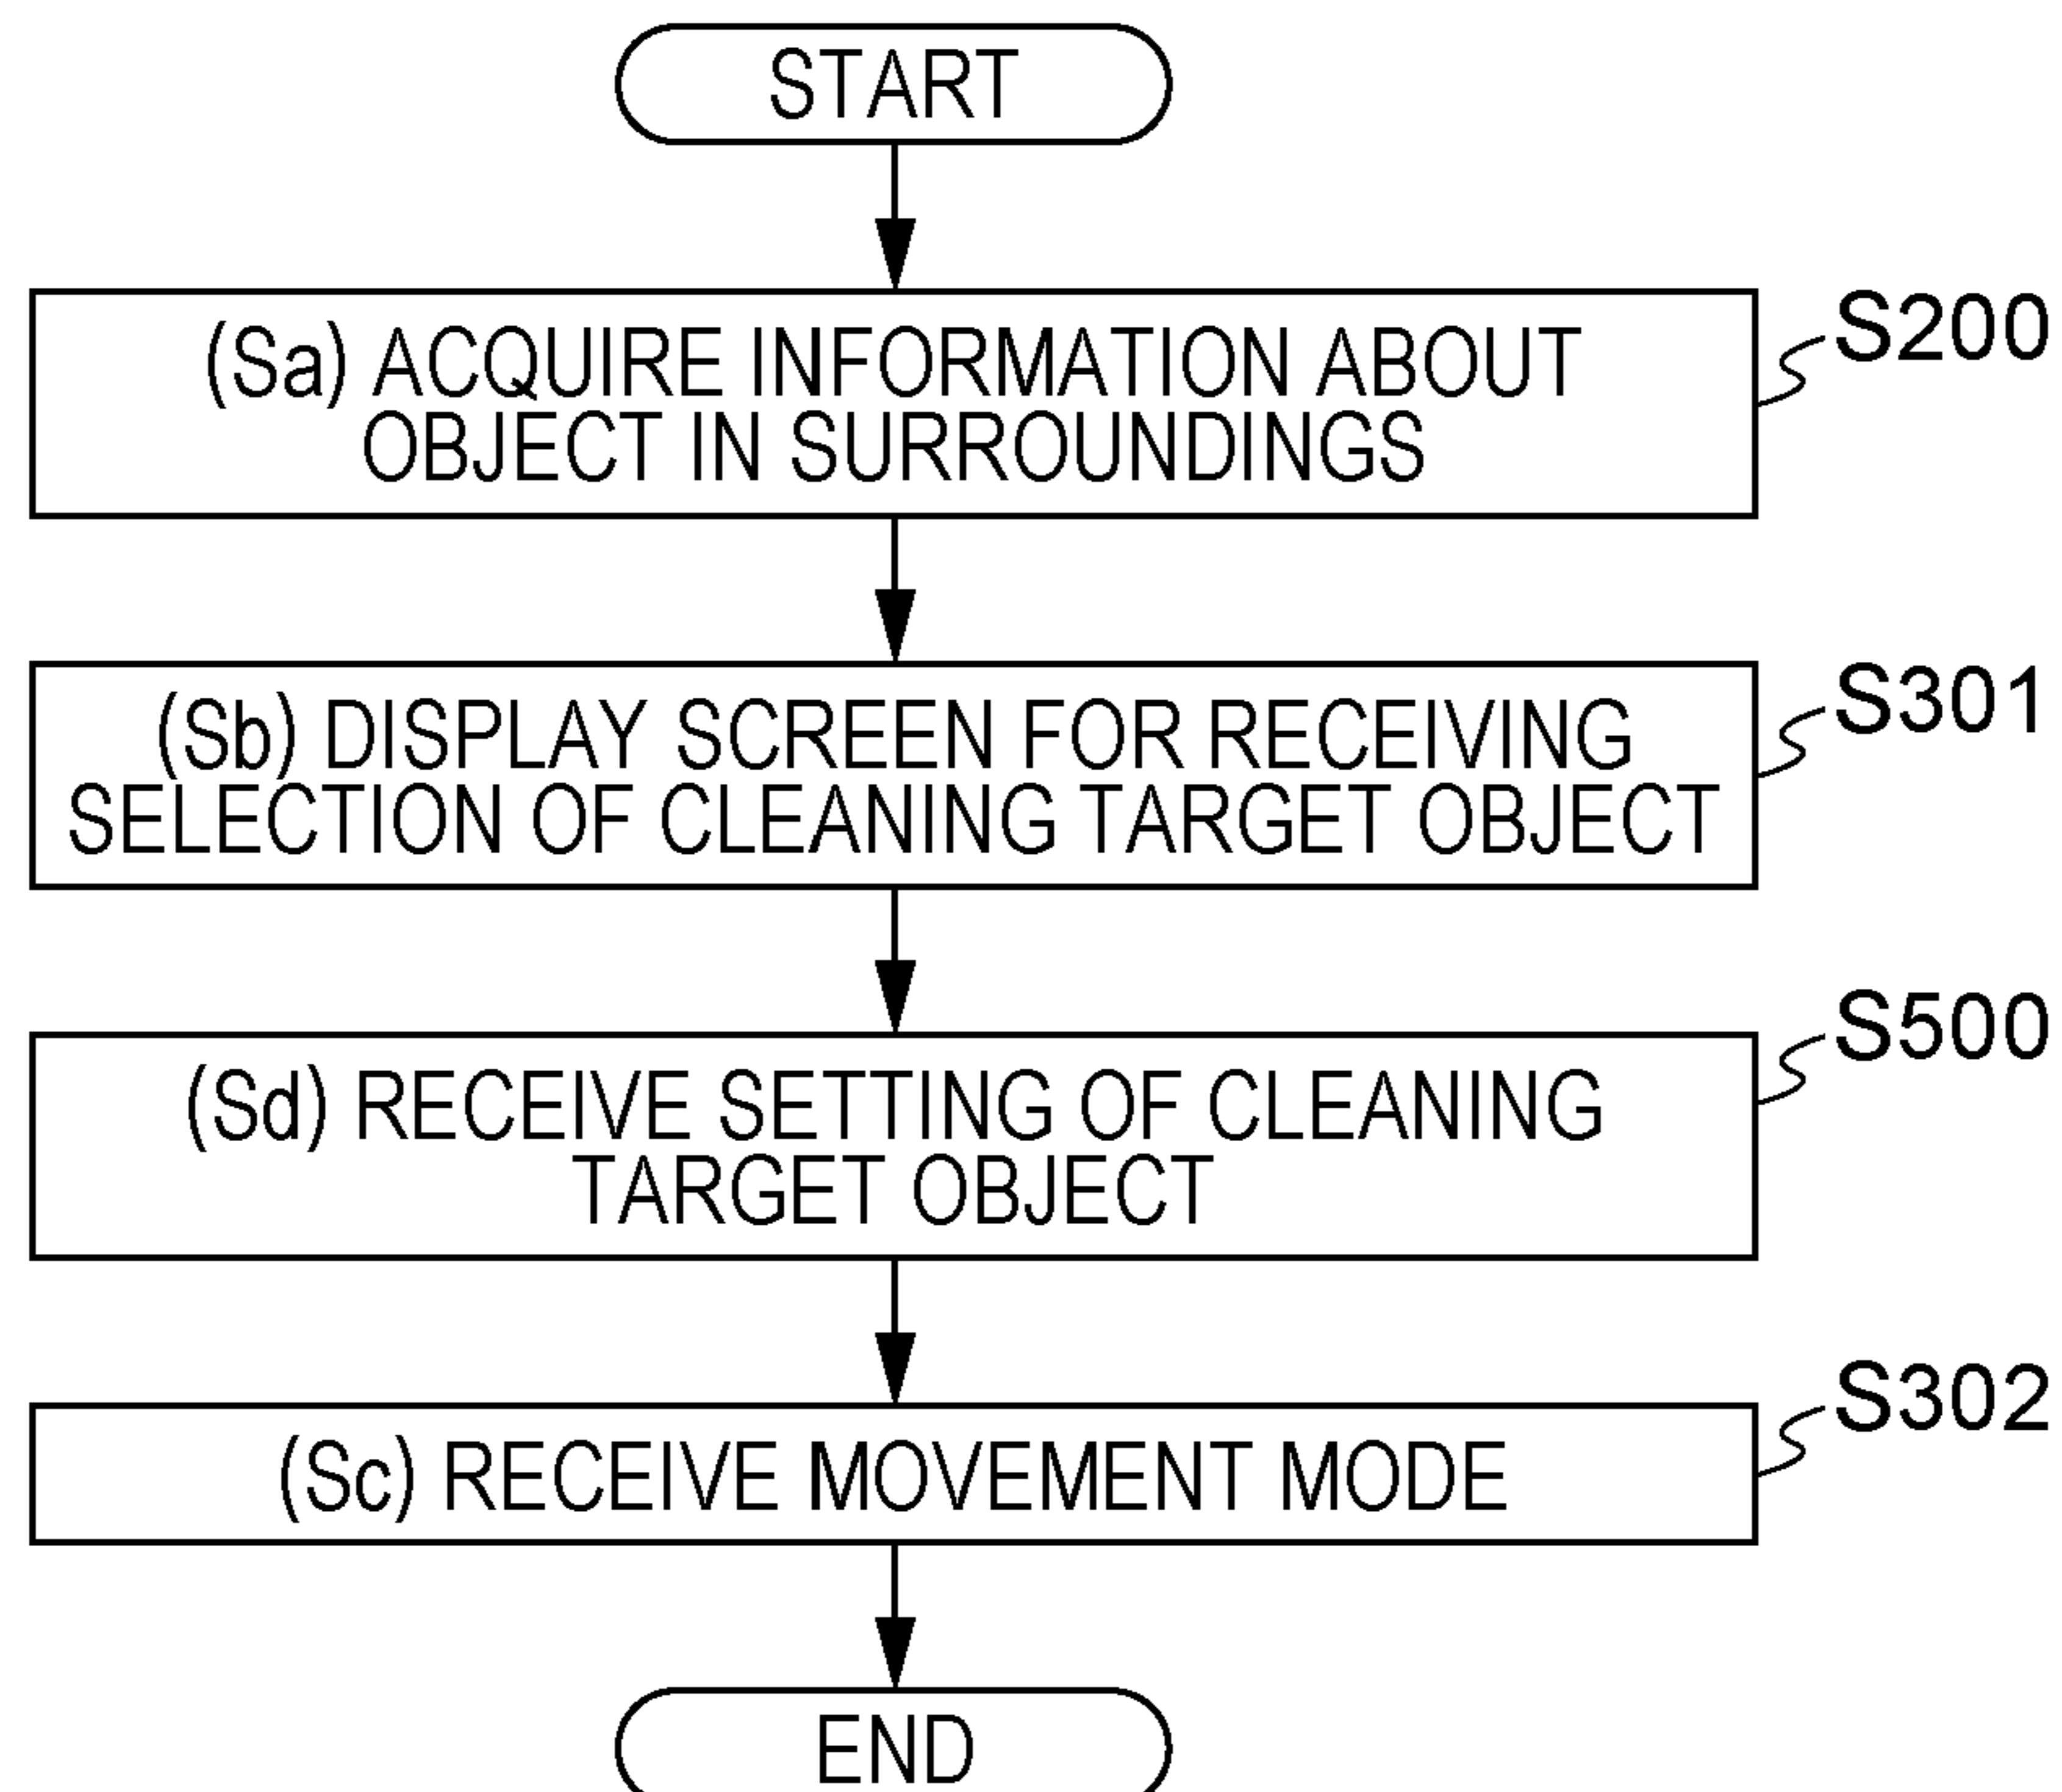 START
(Sa) ACQUIRE INFORMATION ABOUT
OBJECT IN SURROUNDINGS
S200
(Sb) DISPLAY SCREEN FOR RECEIVING
SELECTION OF CLEANING TARGET OBJECT
S301
(Sd) RECEIVE SETTING OF CLEANING
TARGET OBJECT
S500
(Sc) RECEIVE MOVEMENT MODE
S302
END